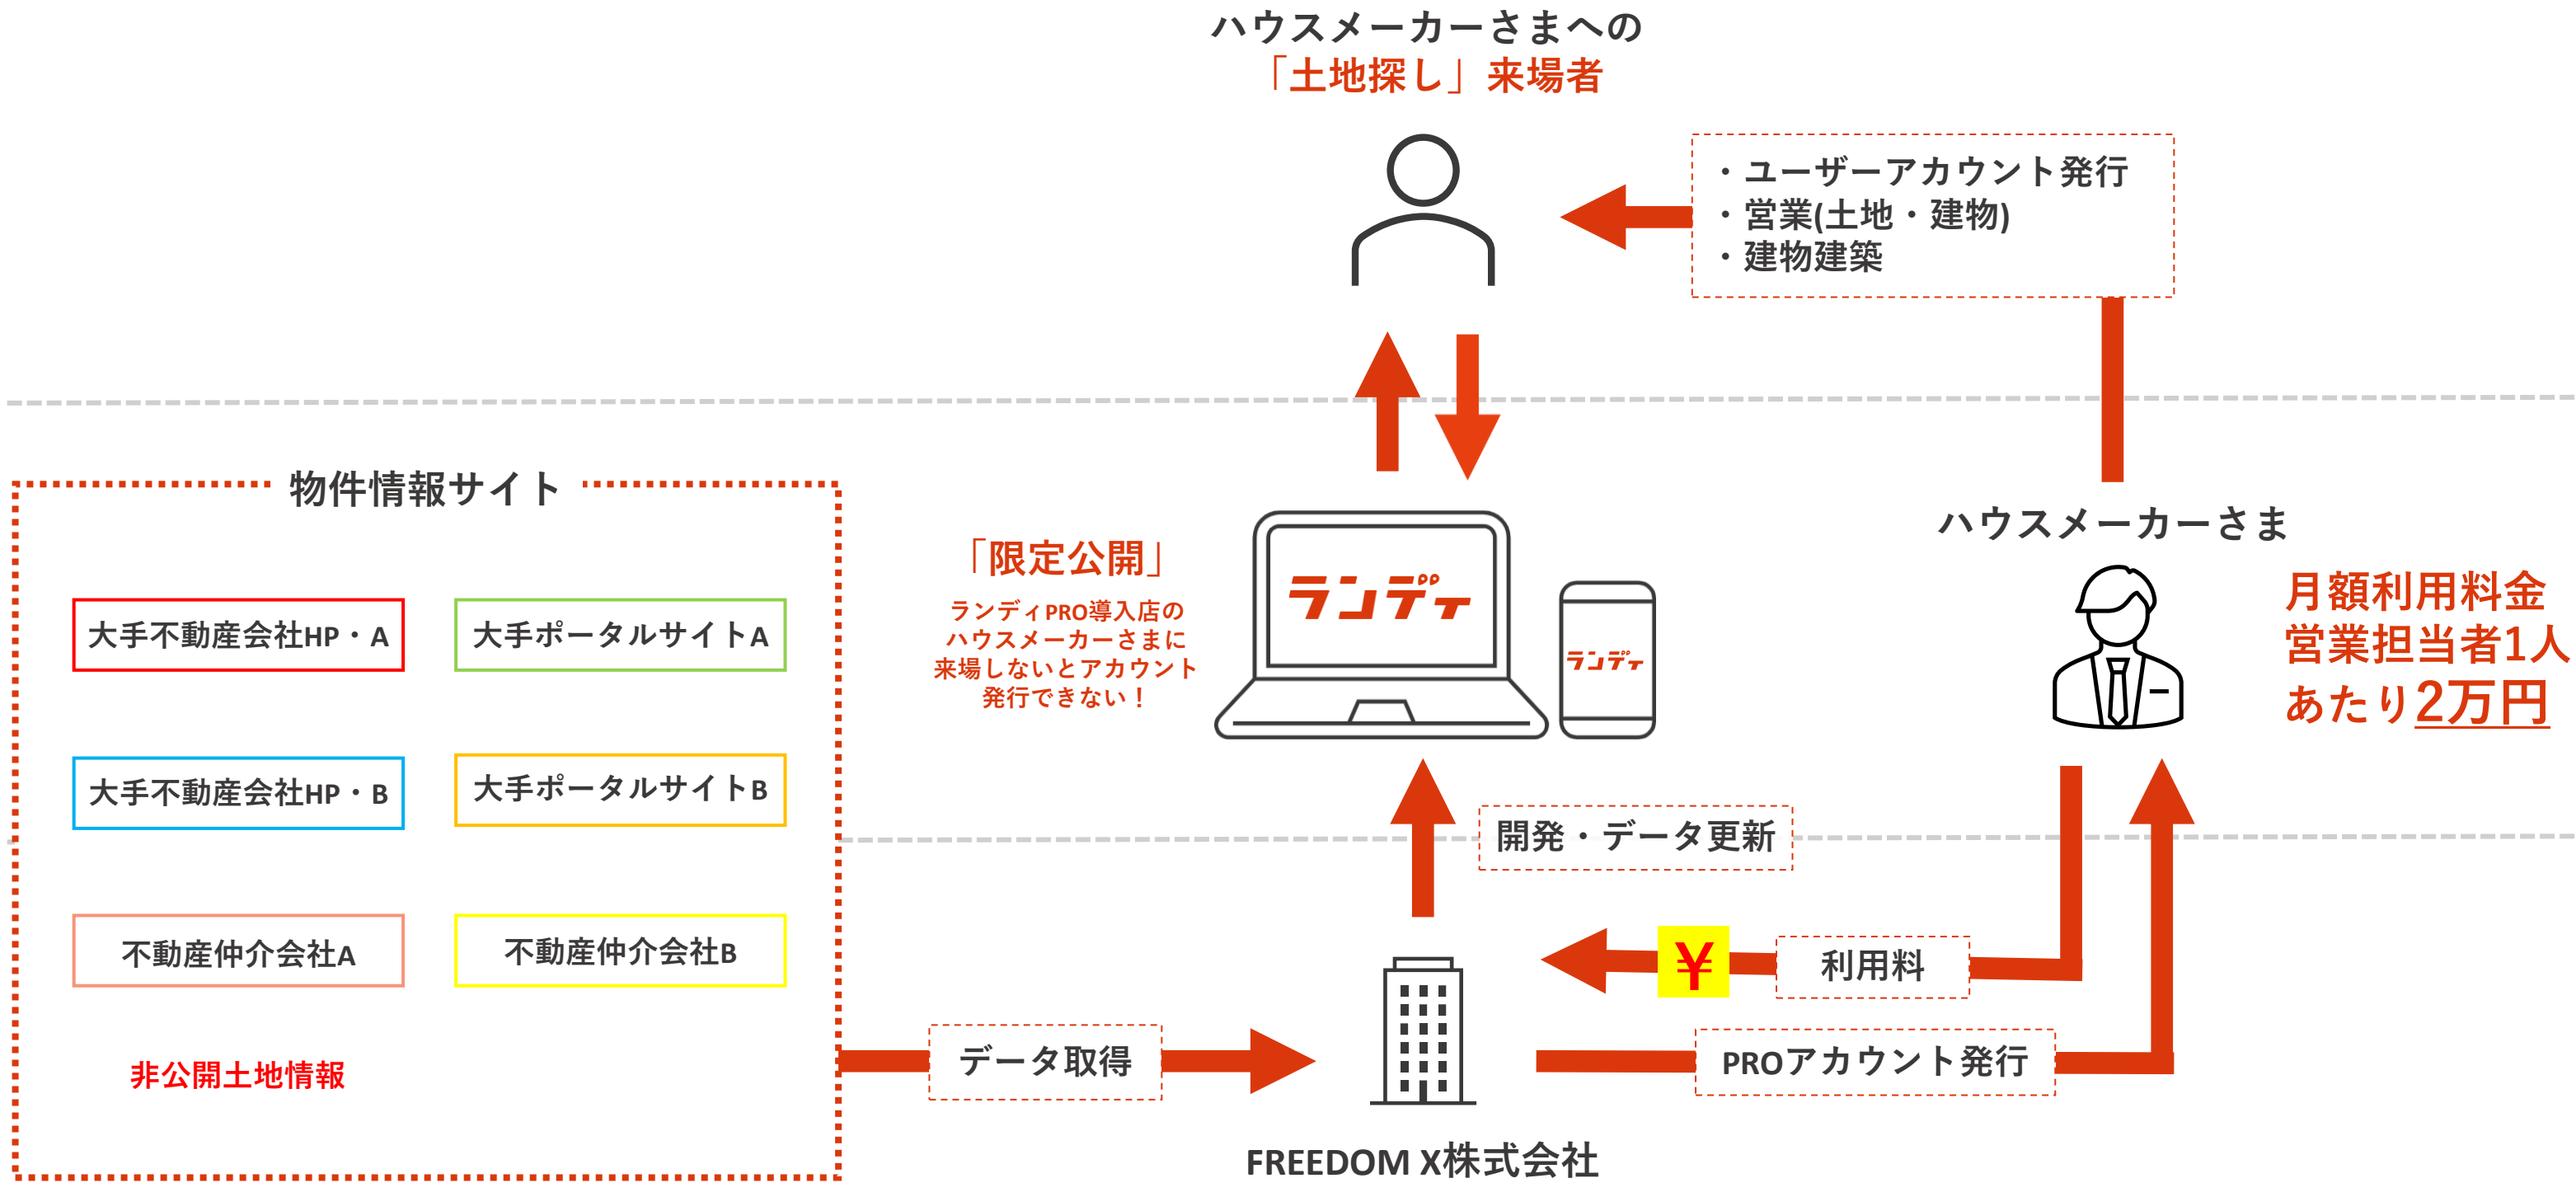 ハウスメーカーさまへの
「土地探し」来場者
・ユーザーアカウント発行
・営業(土地・建物)
・建物建築
物件情報サイト
大手不動産会社HP・A
大手ポータルサイトA
大手不動産会社HP・B
大手ポータルサイトB
不動産仲介会社A
不動産仲介会社B
非公開土地情報
「限定公開」
ランディPRO導入店の
ハウスメーカーさまに
来場しないとアカウント
発行できない！
ランディ
ランディ
ハウスメーカーさま
月額利用料金
営業担当者1人
あたり2万円
開発・データ更新
￥
利用料
データ取得
PROアカウント発行
FREEDOM X株式会社